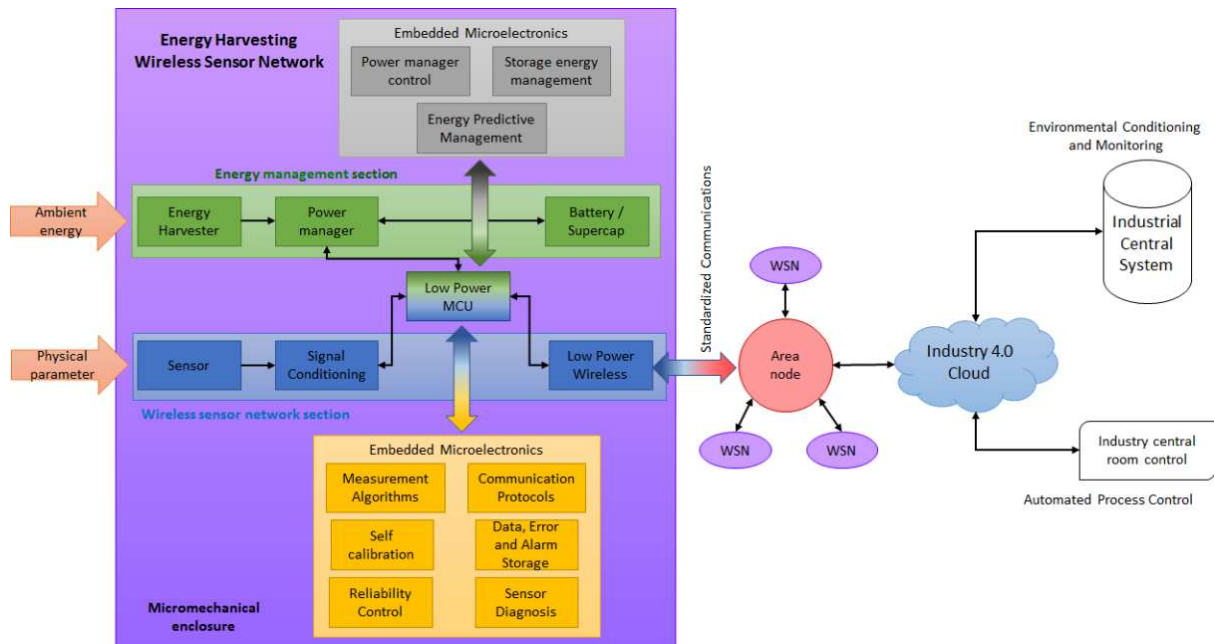 Energy Harvesting
Wireless Sensor Network
Embedded Microelectronics
Power manager
control
Storage energy
management
Energy Predictive
Management
Energy management section
Ambient
energy
Energy
Harvester
Power
manager
Battery /
Supercap
Low Power
MCU
Physical
parameter
Sensor
Signal
Conditioning
Low Power
Wireless
Wireless sensor network section
Embedded Microelectronics
Measurement
Algorithms
Communication
Protocols
Self
calibration
Data, Error
and Alarm
Storage
Reliability
Control
Sensor
Diagnosis
Micromechanical
enclosure
Standardized Communications
WSN
Area
node
WSN
WSN
Industry 4.0
Cloud
Environmental Conditioning
and Monitoring
Industrial
Central
System
Industry central
room control
Automated Process Control